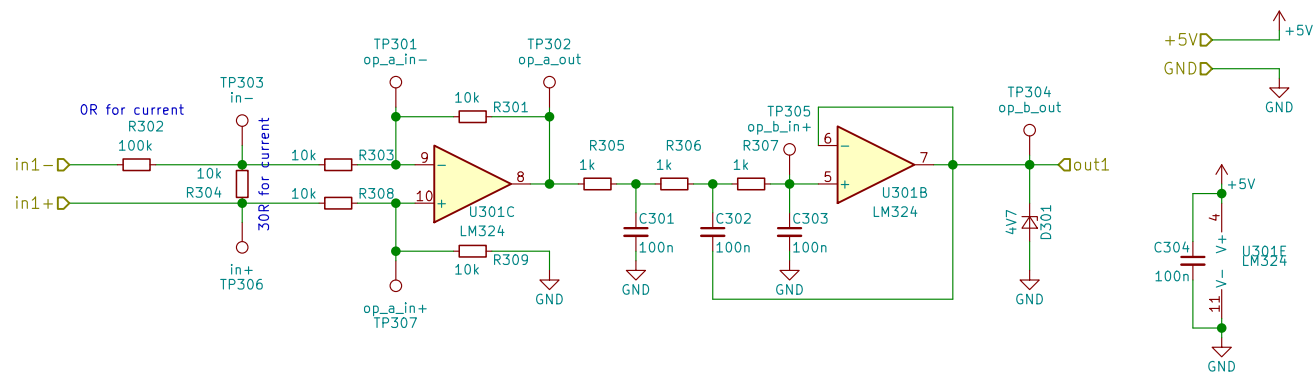 +5V
+5V
GND
GND
TP301
op_a_in-
TP302
op_a_out
TP303
in-
0R for current
R302
100k
10k
R301
TP304
op_b_out
TP305
op_b_in+
in1-
10k
R303
9
8
10
U301C
LM324
10k
R304
30R for current
in1+
10k
R308
R305
1k
R306
1k
R307
1k
6
7
5
U301B
LM324
out1
C301
100n
C302
100n
C303
100n
4V7
D301
in+
TP306
10k
R309
GND
GND
GND
GND
op_a_in+
TP307
+5V
4
V+
C304
100n
U301E
LM324
V-
11
GND